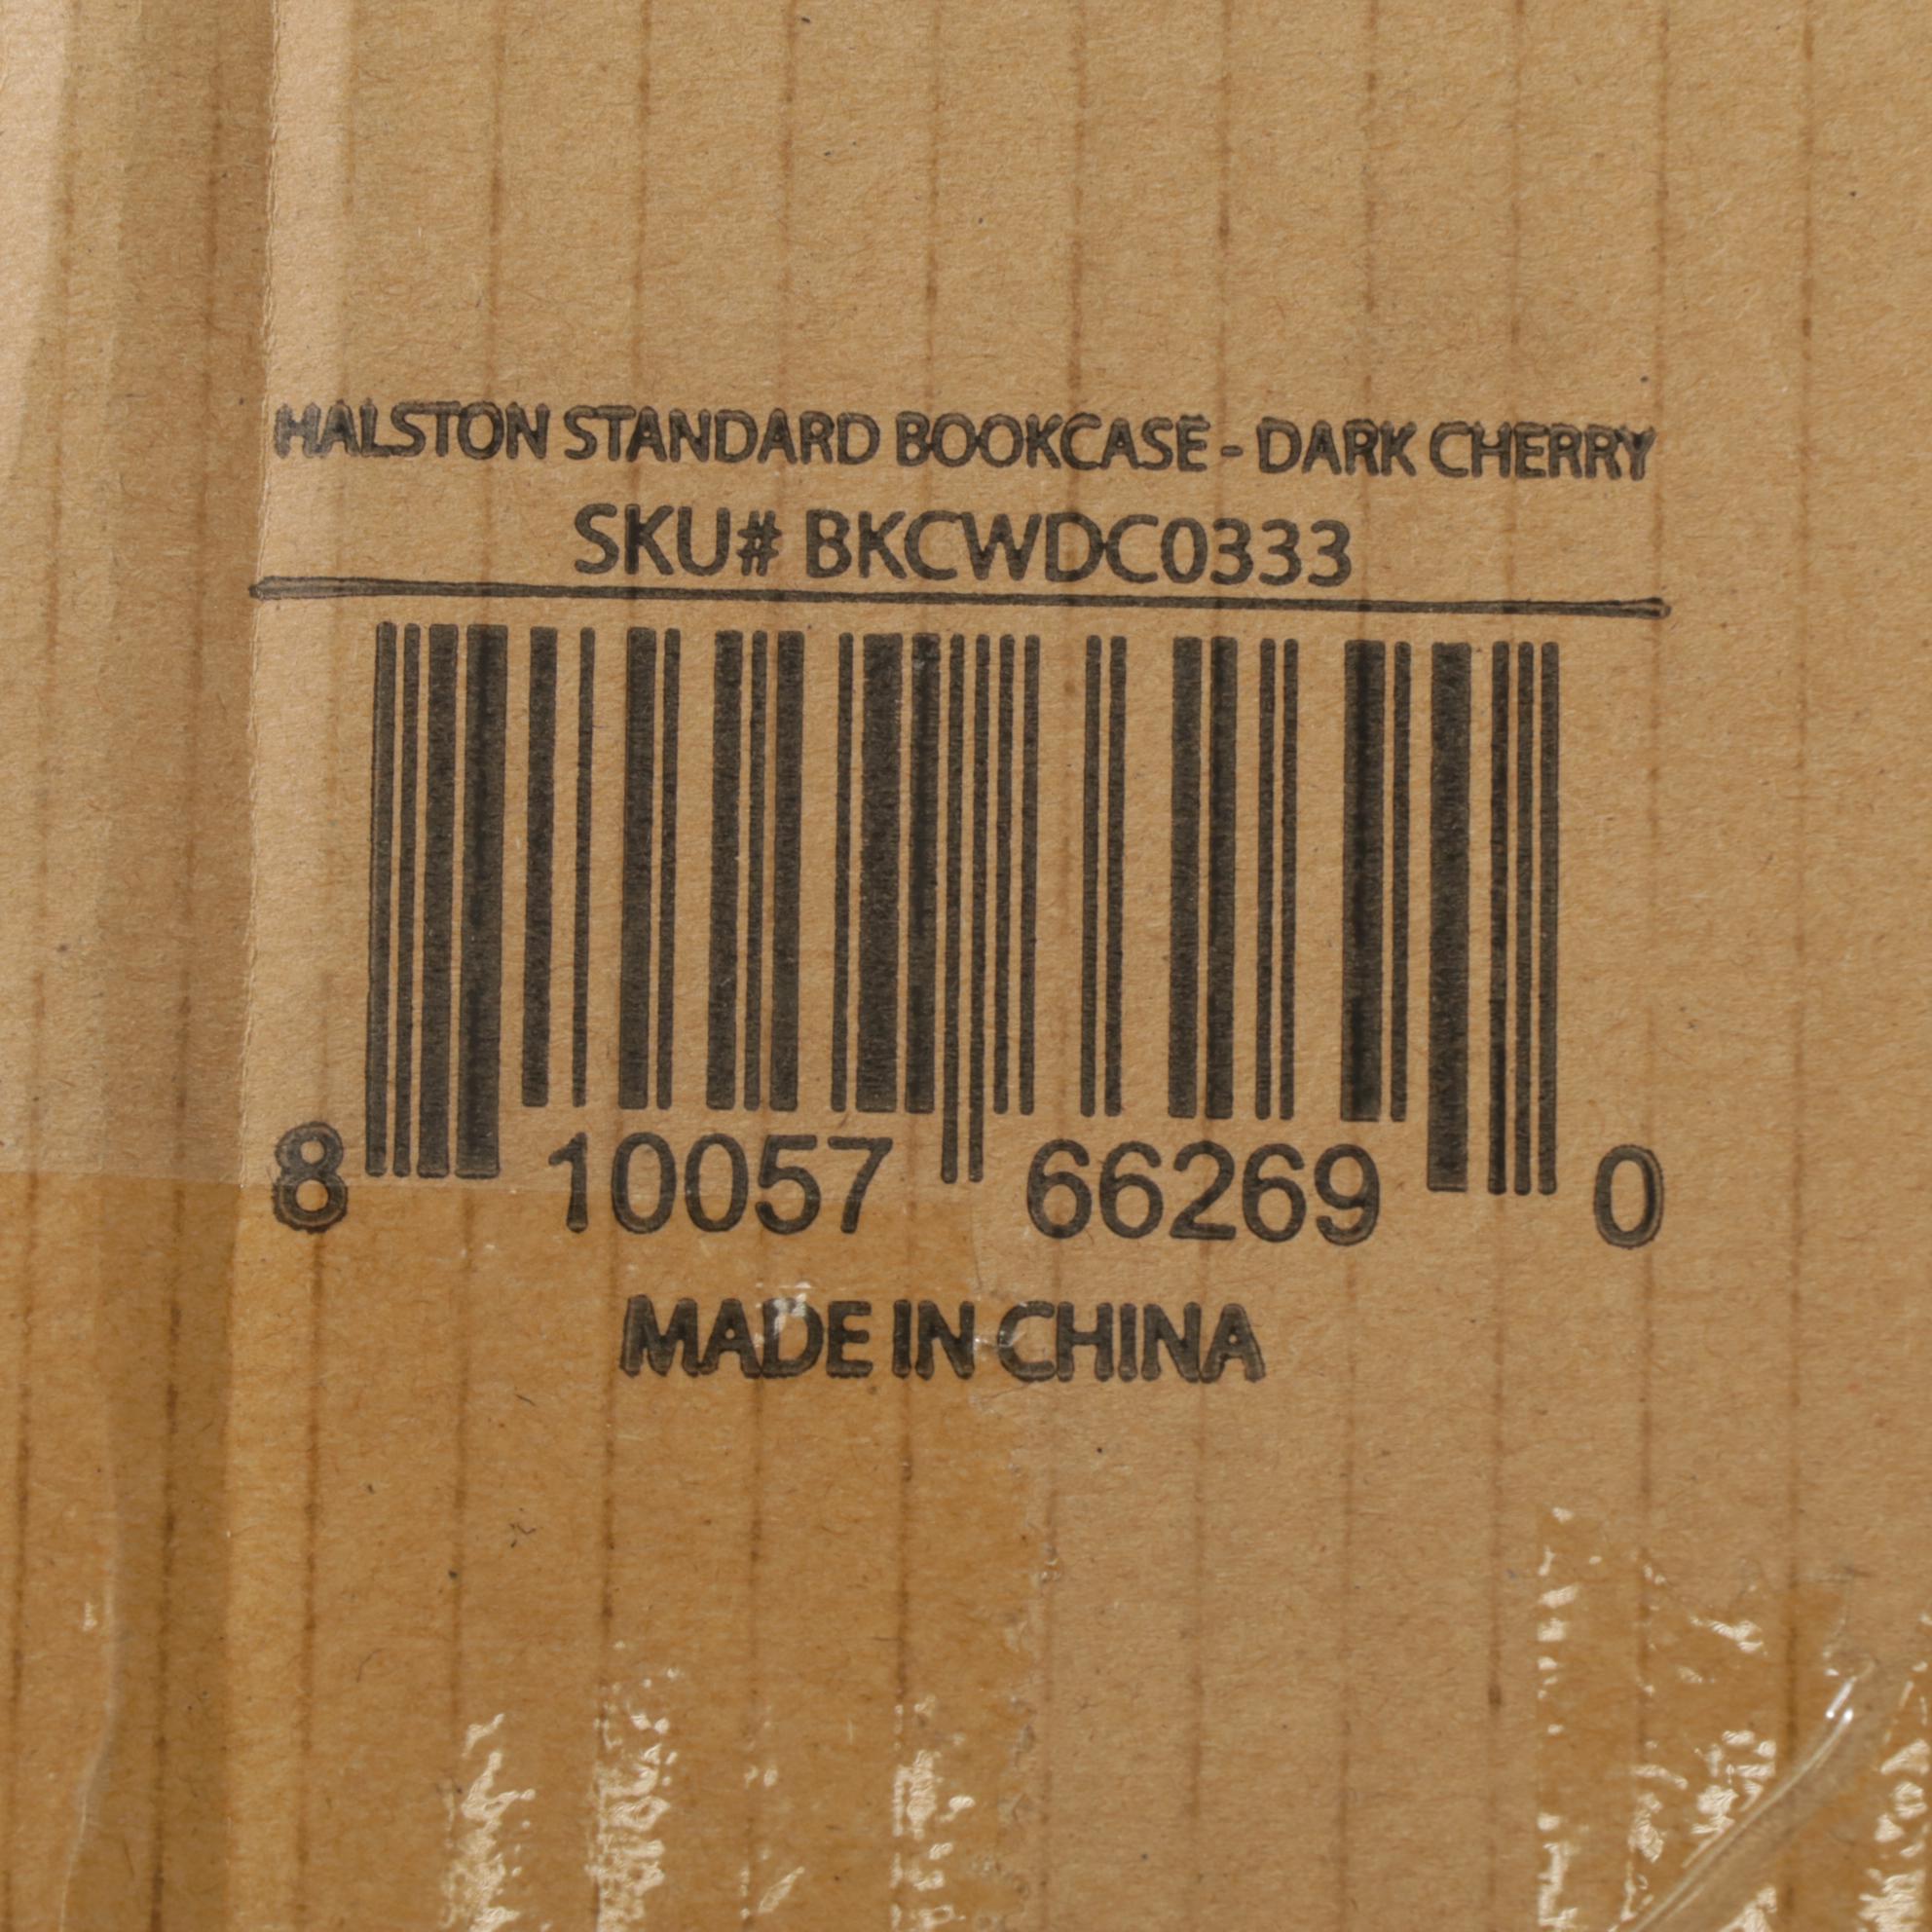 HALSTON STANDARD BOOKCASE - DARK CHERRY
SKU# BKCWDC0333
8 10057 66269 0
MADE IN CHINA